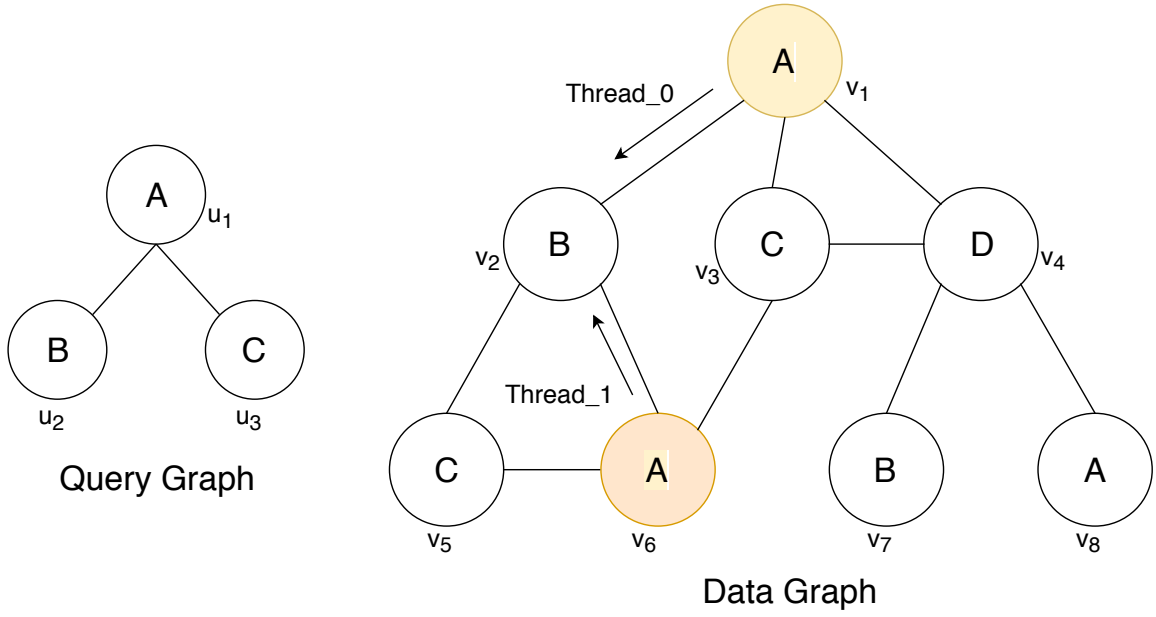 A
u1
B
u2
C
u3
Query Graph
Thread_0
A
v1
B
v2
C
v3
D
v4
Thread_1
C
v5
A
v6
B
v7
A
v8
Data Graph